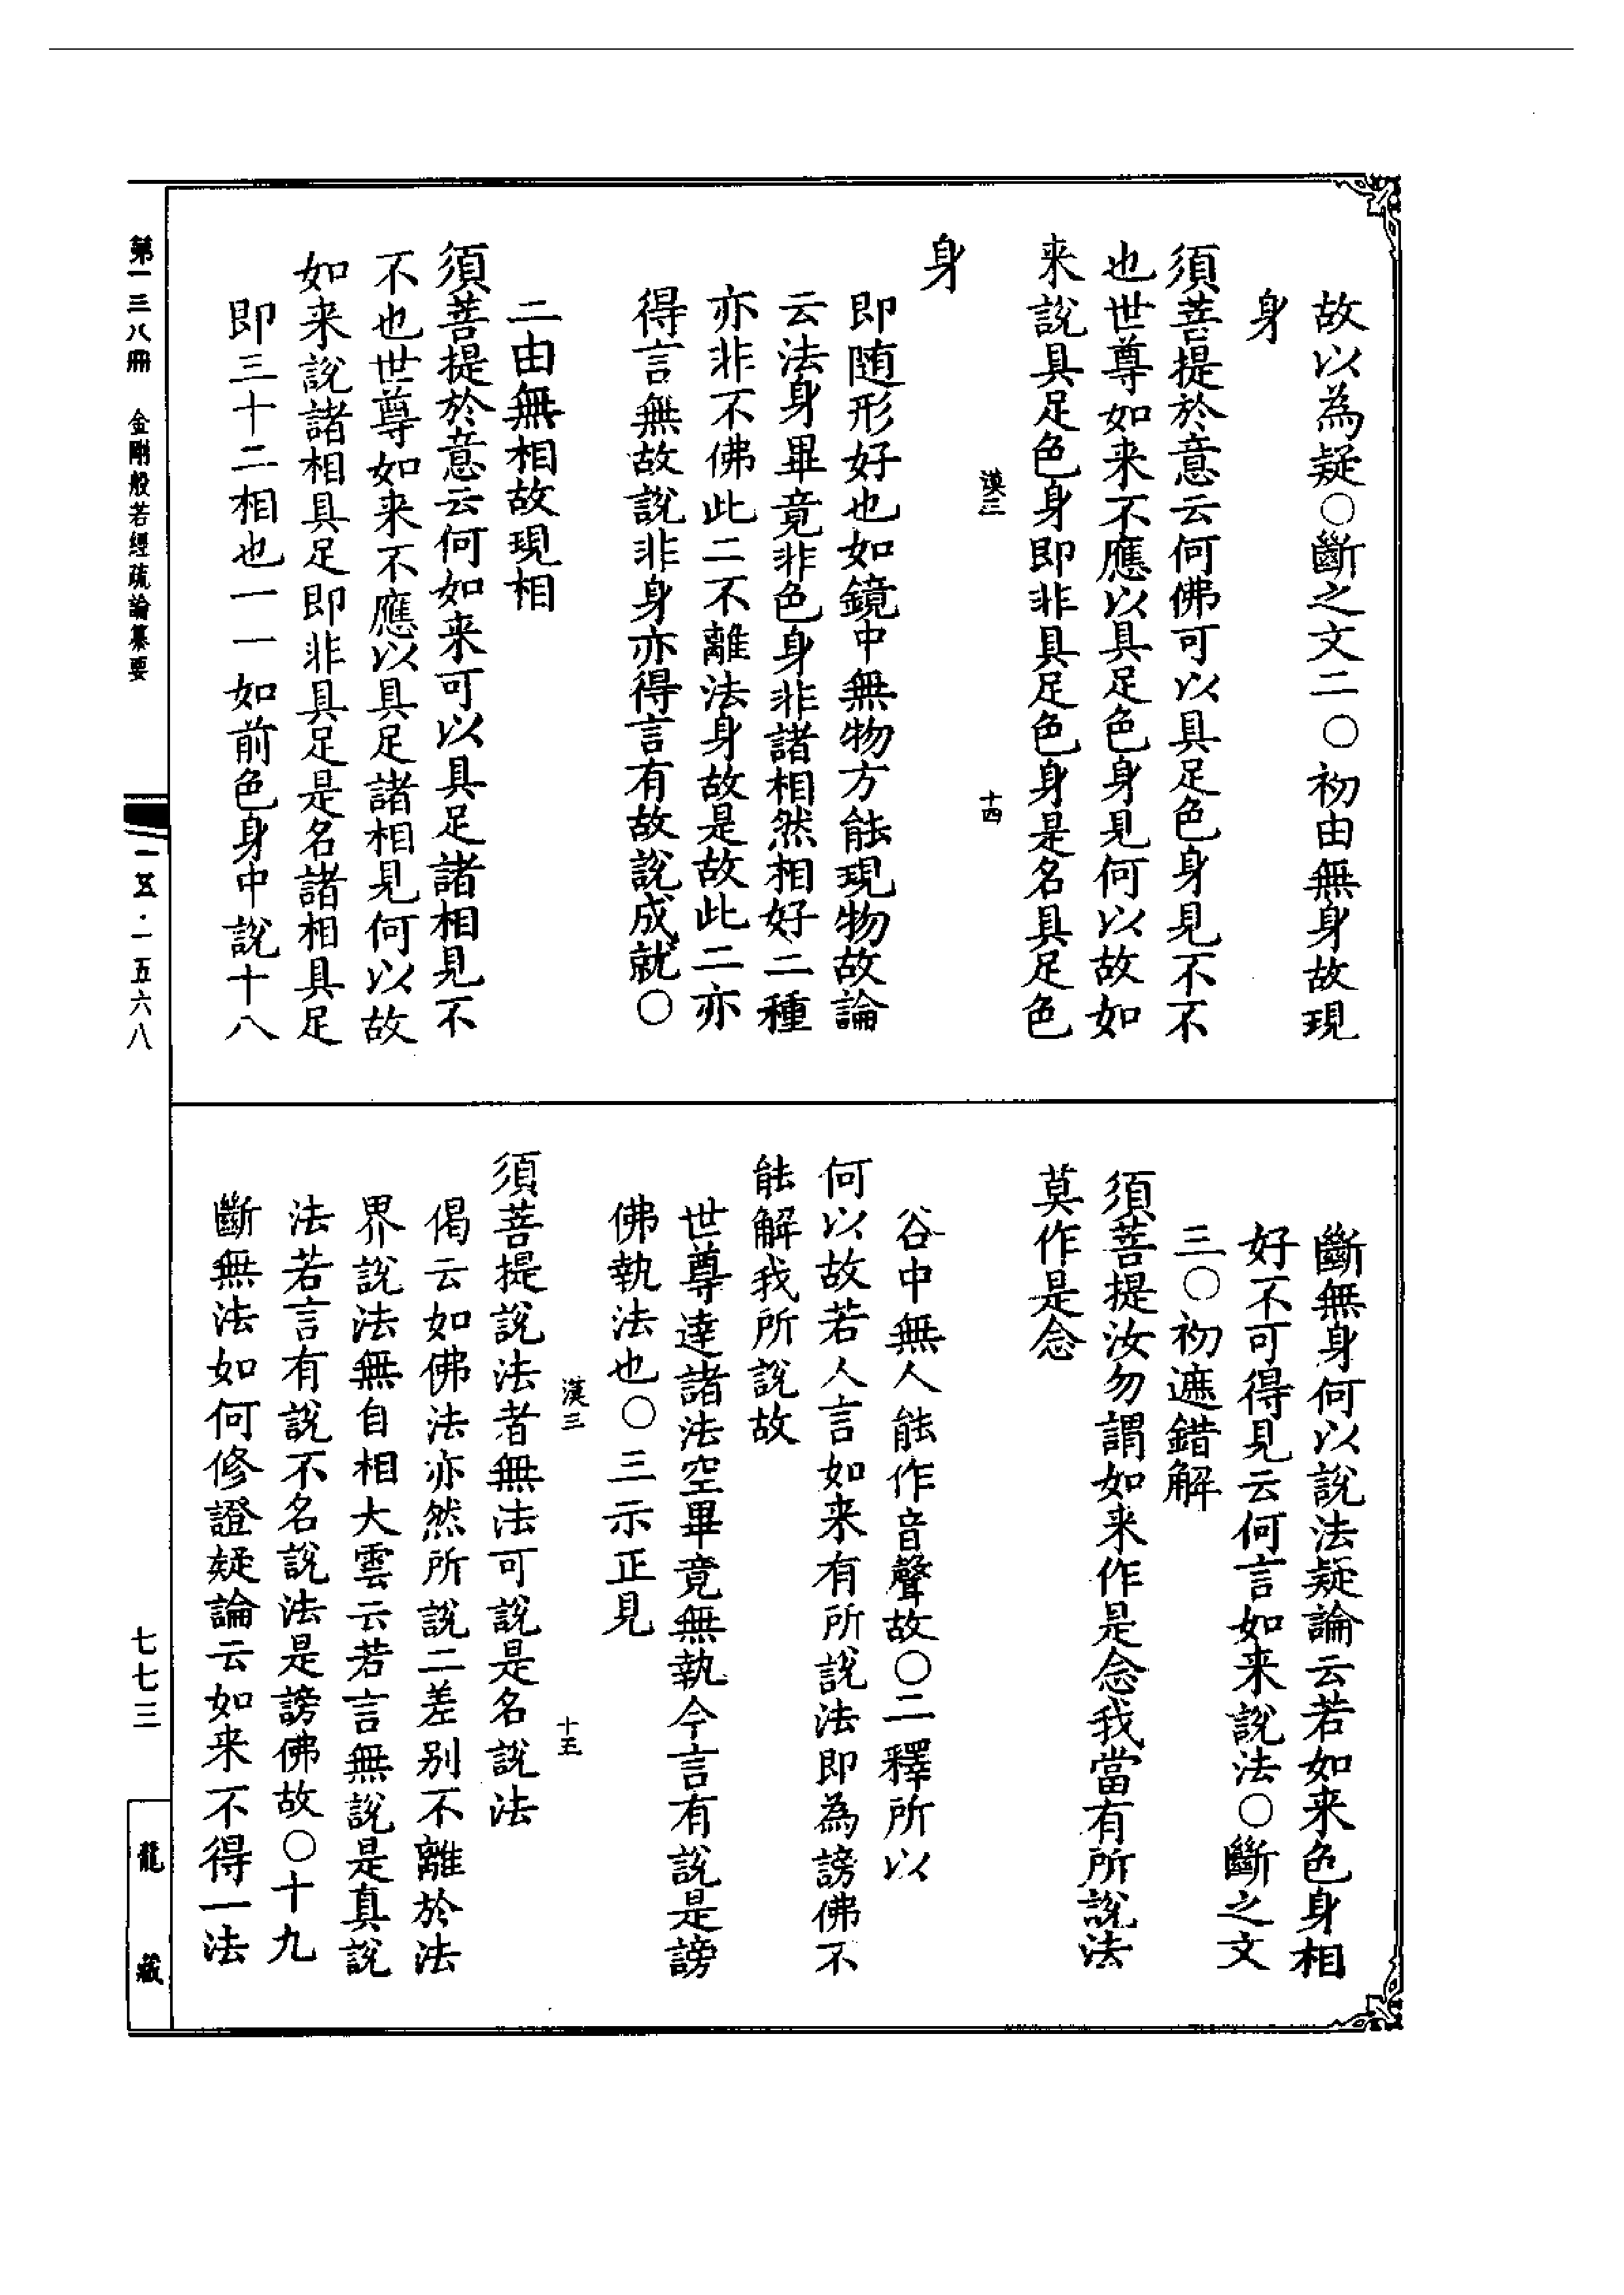 故以為疑○斷之文二○初由無身故現
身
須菩提於意云何佛可以具足色身見不不
也世尊如来不應以具足色身見何以故如
来說具足色身即非具足色身是名具足色
漢三 十四
身
即随形好也如鏡中無物方能現物故論
云法身畢竟非色身非諸相然相好二種
亦非不佛此二不離法身故是故此二亦
得言無故說非身亦得言有故說成就○
二由無相故現相
須菩提於意云何如来可以具足諸相見不
不也世尊如来不應以具足諸相見何以故
如来說諸相具足即非具足是名諸相具足
即三十二相也一一如前色身中說十八
斷無身何以說法疑論云若如来色身相
好不可得見云何言如来說法○斷之文
三○初遮錯解
須菩提汝勿謂如来作是念我當有所說法
莫作是念
谷中無人能作音聲故○二釋所以
何以故若人言如来有所說法即為謗佛不
能解我所說故
世尊達諸法空畢竟無執今言有說是謗
佛執法也○三示正見
漢三 十五
須菩提說法者無法可說是名說法
偈云如佛法亦然所說二差别不離於法
界說法無自相大雲云若言無說是真說
法若言有說不名說法是謗佛故○十九
斷無法如何修證疑論云如来不得一法
第一三八冊 金剛般若經疏論纂要
一五·一五六八
七七三
龍藏